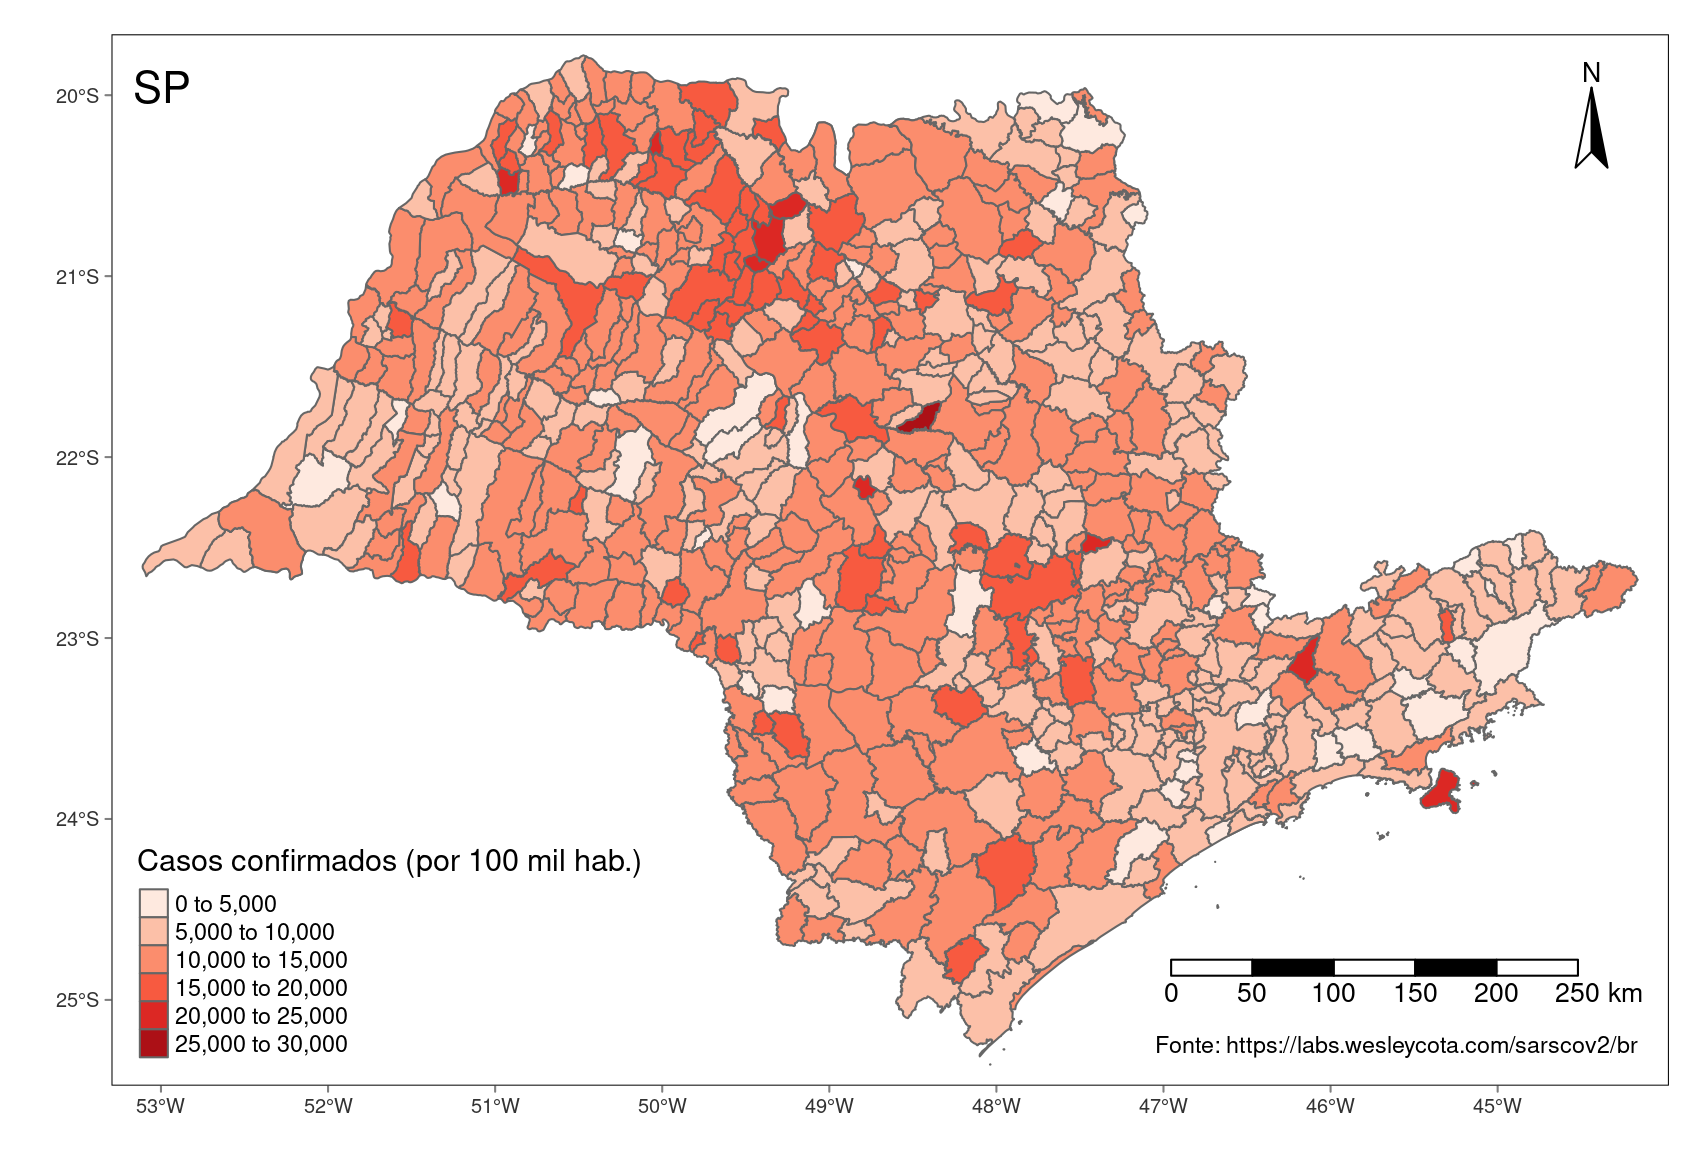 SP
N
20°S
21°S
22°S
23°S
24°S
25°S
Casos confirmados (por 100 mil hab.)
0 to 5,000
5,000 to 10,000
10,000 to 15,000
15,000 to 20,000
20,000 to 25,000
25,000 to 30,000
0 50 100 150 200 250 km
Fonte: https://labs.wesleycota.com/sarscov2/br
53°W 52°W 51°W 50°W 49°W 48°W 47°W 46°W 45°W